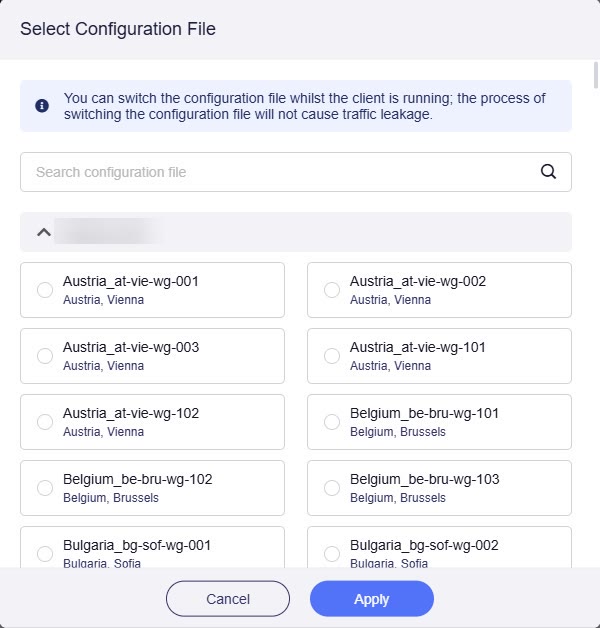 Select Configuration File
You can switch the configuration file whilst the client is running; the process of
switching the configuration file will not cause traffic leakage.
Search configuration file
Austria_at-vie-wg-001
Austria, Vienna
Austria_at-vie-wg-002
Austria, Vienna
Austria_at-vie-wg-003
Austria, Vienna
Austria_at-vie-wg-101
Austria, Vienna
Austria_at-vie-wg-102
Austria, Vienna
Belgium_be-bru-wg-101
Belgium, Brussels
Belgium_be-bru-wg-102
Belgium, Brussels
Belgium_be-bru-wg-103
Belgium, Brussels
Bulgaria_bg-sof-wg-001
Bulgaria, Sofia
Bulgaria_bg-sof-wg-002
Bulgaria, Sofia
Cancel
Apply